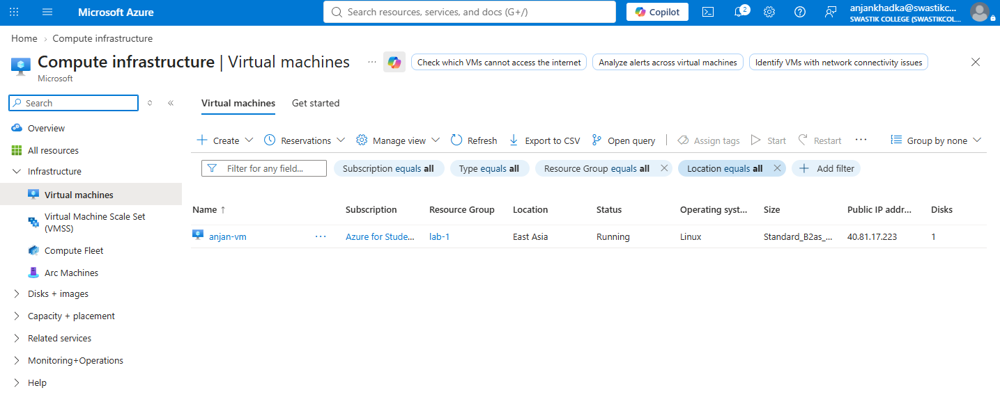 Microsoft Azure
Search resources, services, and docs (G+/)
Copilot
2
anjankhadka@swastikc...
SWASTIK COLLEGE (SWASTIKCOL...
Home > Compute infrastructure
Compute infrastructure | Virtual machines
...
Check which VMs cannot access the internet
Analyze alerts across virtual machines
Identify VMs with network connectivity issues
Microsoft
Search
Overview
All resources
Infrastructure
Virtual machines
Virtual Machine Scale Set
(VMSS)
Compute Fleet
Arc Machines
Disks + images
Capacity + placement
Related services
Monitoring+Operations
Help
Virtual machines Get started
Create Reservations Manage view Refresh Export to CSV Open query Assign tags Start Restart ... Group by none
Filter for any field... Subscription equals all Type equals all Resource Group equals all Location equals all Add filter
Name ↑ Subscription Resource Group Location Status Operating syst... Size Public IP addr... Disks
anjan-vm ... Azure for Stude... lab-1 East Asia Running Linux Standard_B2as_... 40.81.17.223 1